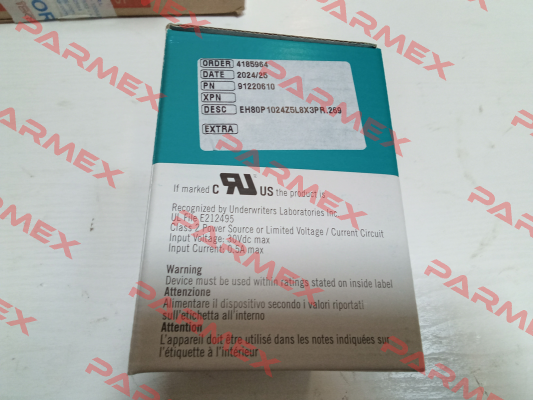 ORDER 4185964
DATE 2024/25
PN 91220610
XPN
DESC EH80P1024Z5L8X3PR.269
EXTRA
If marked C RU US the product is
Recognized by Underwriters Laboratories Inc.
UL File E212495
Class 2 Power Source or Limited Voltage / Current Circuit
Input Voltage: 30Vdc max
Input Current: 0.5A max
Warning
Device must be used within ratings stated on inside label
Attenzione
Alimentare il dispositivo secondo i valori riportati
sull'etichetta all'interno
Attention
L'appareil doit être utilisé dans les notes indiquées sur
l'étiquette à l'intérieur
PARMEX
PARMEX
PARMEX
PARMEX
PARMEX
PARMEX